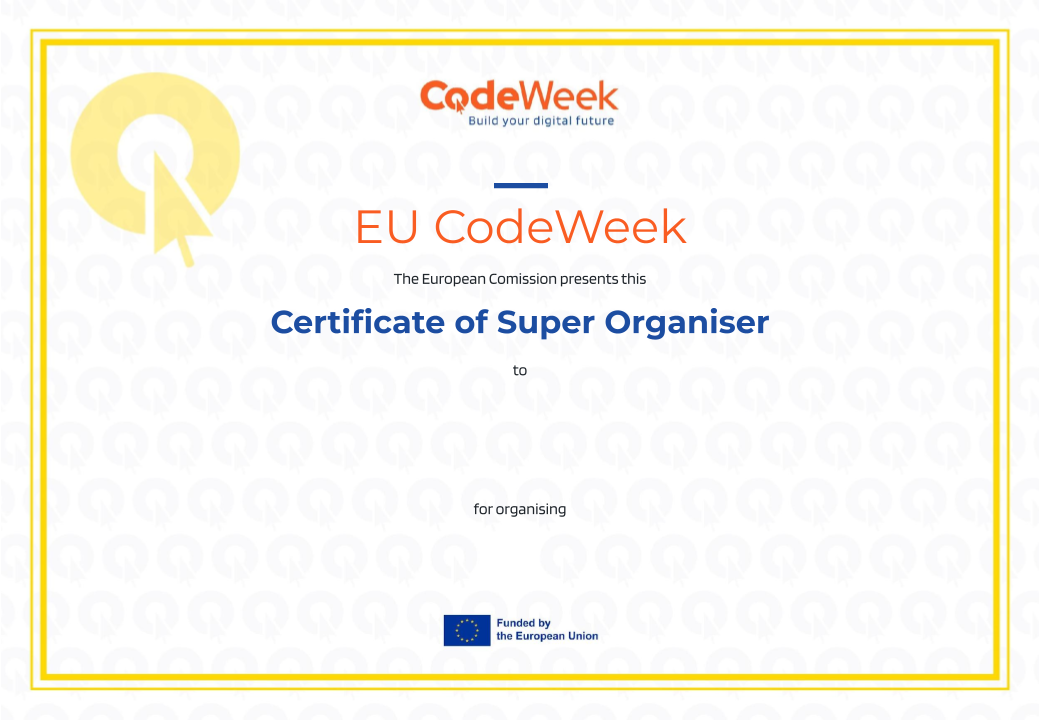 CodeWeek
Build your digital future
EU CodeWeek
The European Comission presents this
Certificate of Super Organiser
to
for organising
Funded by
the European Union